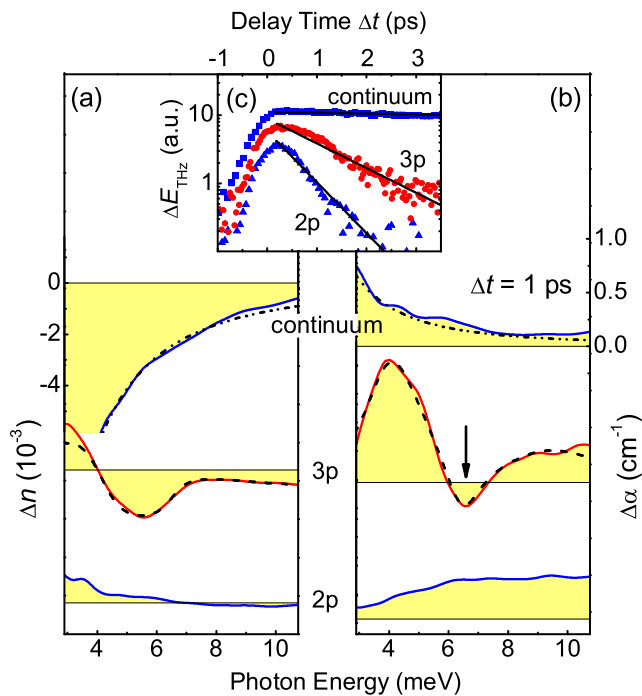 Delay Time Δt (ps)
-1 0 1 2 3
(a)
(c)
(b)
continuum
10
1
3p
2p
ΔE_THz (a.u.)
1.0
0.5
0.0
Δt = 1 ps
0
-2
-4
continuum
3p
2p
Δn (10⁻³)
Δα (cm⁻¹)
4 6 8 10
4 6 8 10
Photon Energy (meV)